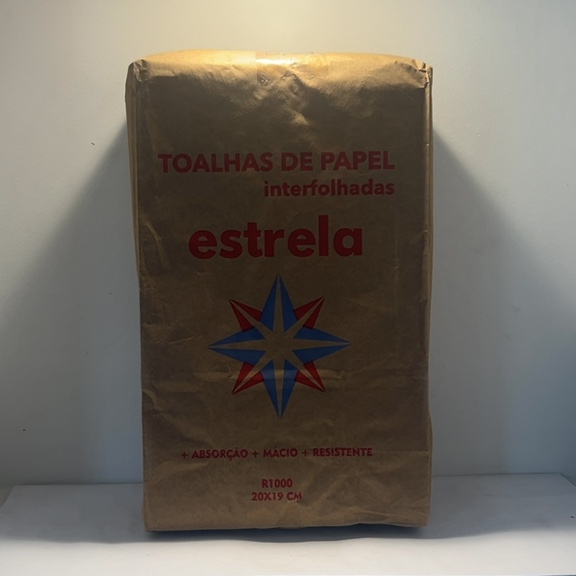 TOALHAS DE PAPEL
interfolhadas
estrela
+ ABSORÇÃO + MACIO + RESISTENTE
R1000
20X19 CM